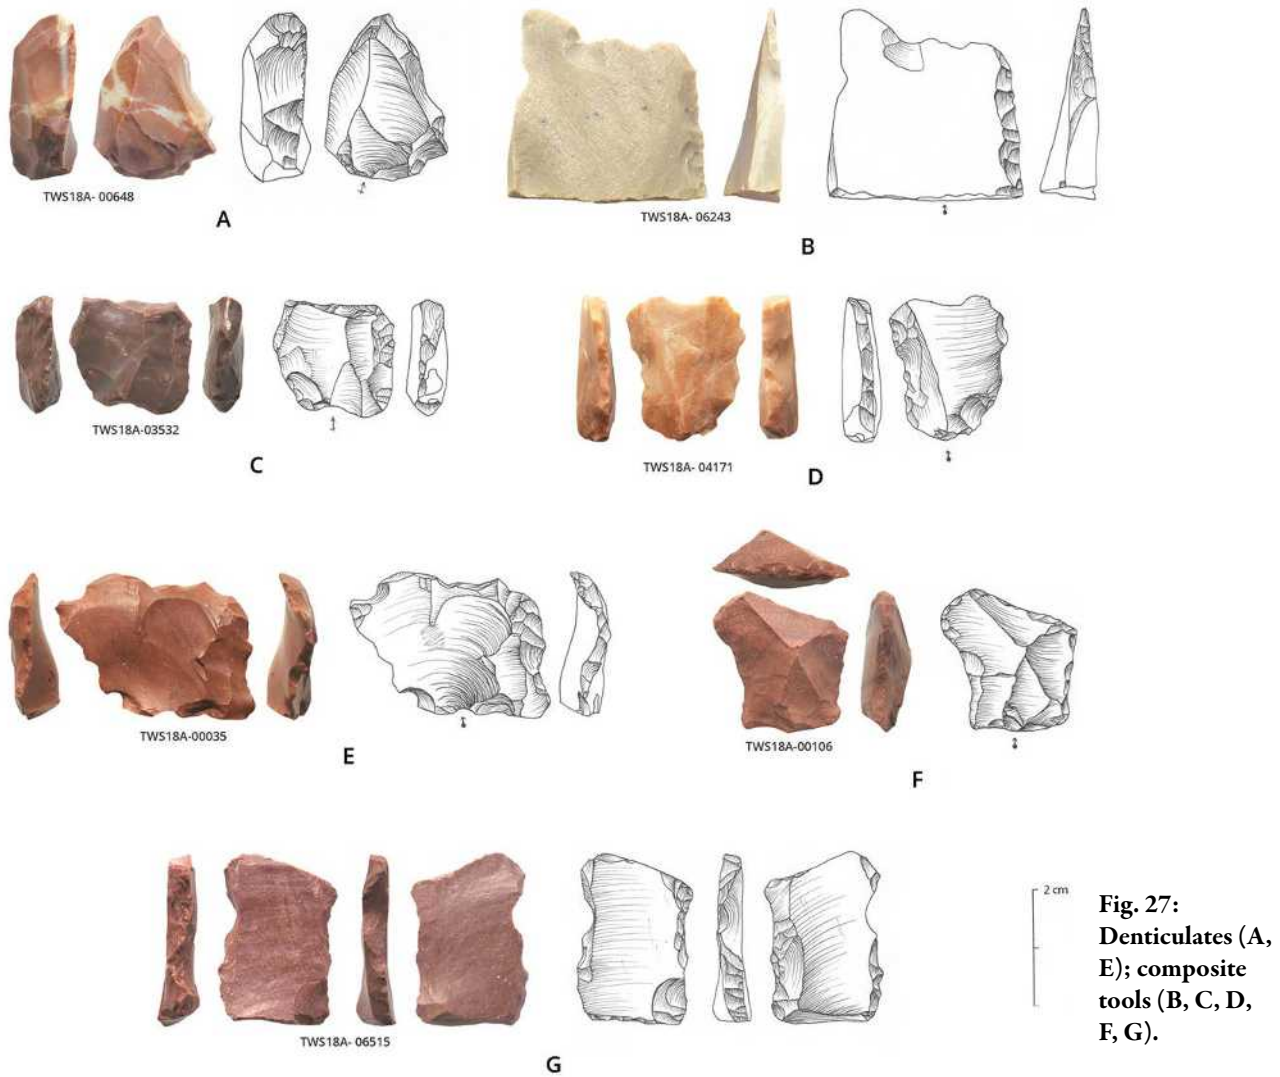 TWS18A- 00648
A
TWS18A- 06243
B
TWS18A-03532
C
TWS18A- 04171
D
TWS18A-00035
E
TWS18A-00106
F
TWS18A- 06515
G
2 cm
Fig. 27:
Denticulates (A,
E); composite
tools (B, C, D,
F, G).